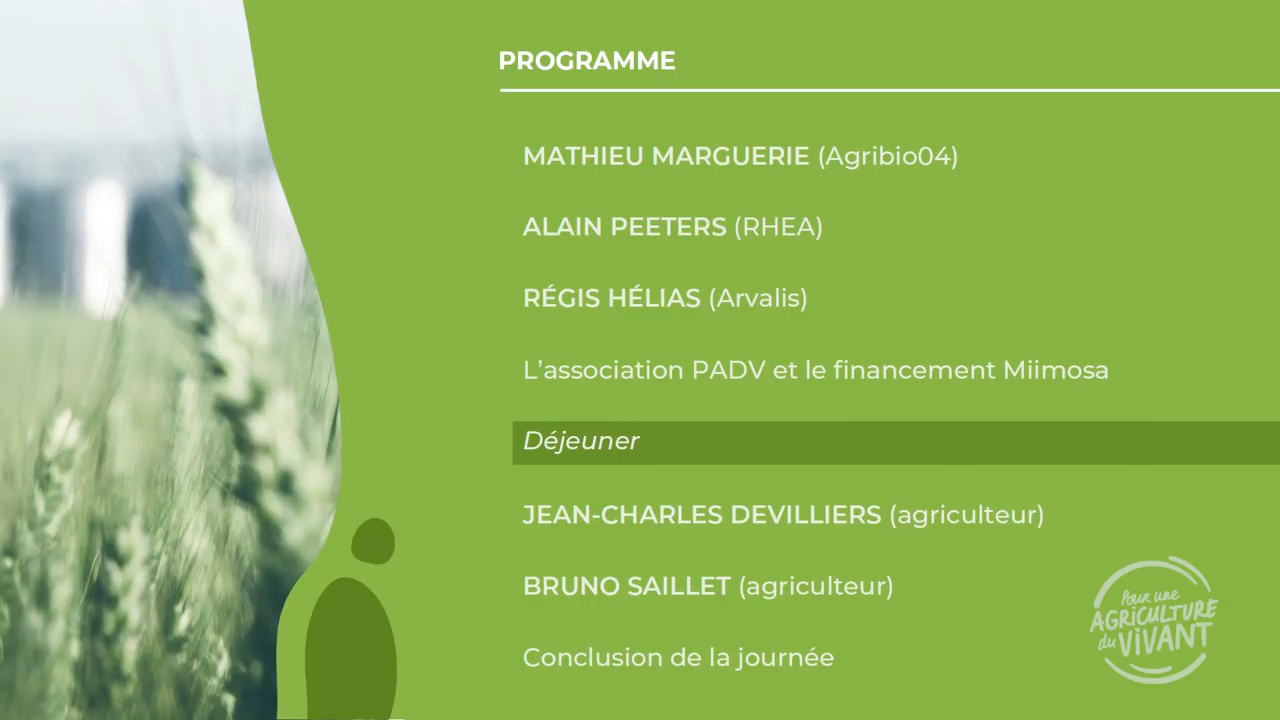 PROGRAMME
MATHIEU MARGUERIE (Agribio04)
ALAIN PEETERS (RHEA)
RÉGIS HÉLIAS (Arvalis)
L’association PADV et le financement Miimosa
Déjeuner
JEAN-CHARLES DEVILLIERS (agriculteur)
BRUNO SAILLET (agriculteur)
Conclusion de la journée
Pour une
AGRiCULTURE
du ViVANT